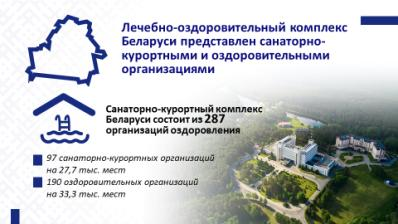 Лечебно-оздоровительный комплекс
Беларуси представлен санаторно-
курортными и оздоровительными
организациями
Санаторно-курортный комплекс
Беларуси состоит из 287
организаций оздоровления
97 санаторно-курортных организаций
на 27,7 тыс. мест
190 оздоровительных организаций
на 33,3 тыс. мест